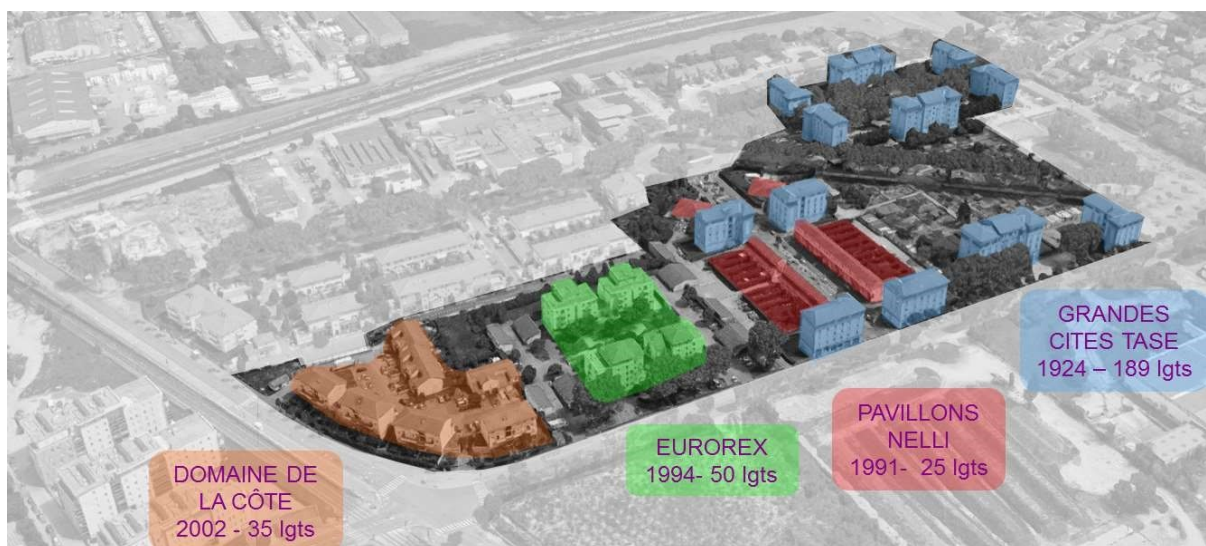 GRANDES
CITES TASE
1924 – 189 lgts
PAVILLONS
NELLI
1991-  25 lgts
EUROREX
1994- 50 lgts
DOMAINE DE
LA CÔTE
2002 - 35 lgts